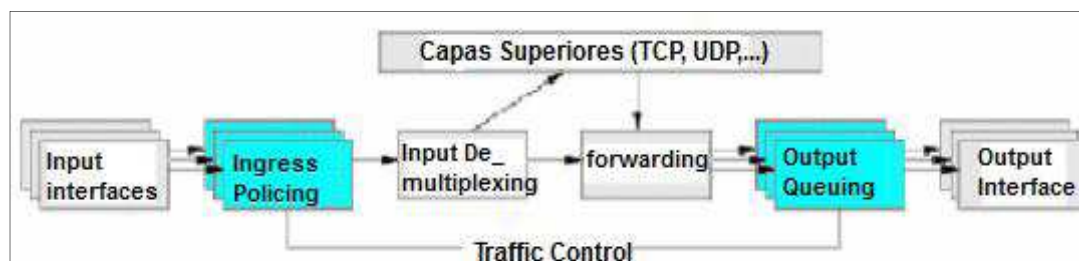 Capas Superiores (TCP, UDP,...)
Input
interfaces
Ingress
Policing
Input De_
multiplexing
forwarding
Output
Queuing
Output
Interface
Traffic Control